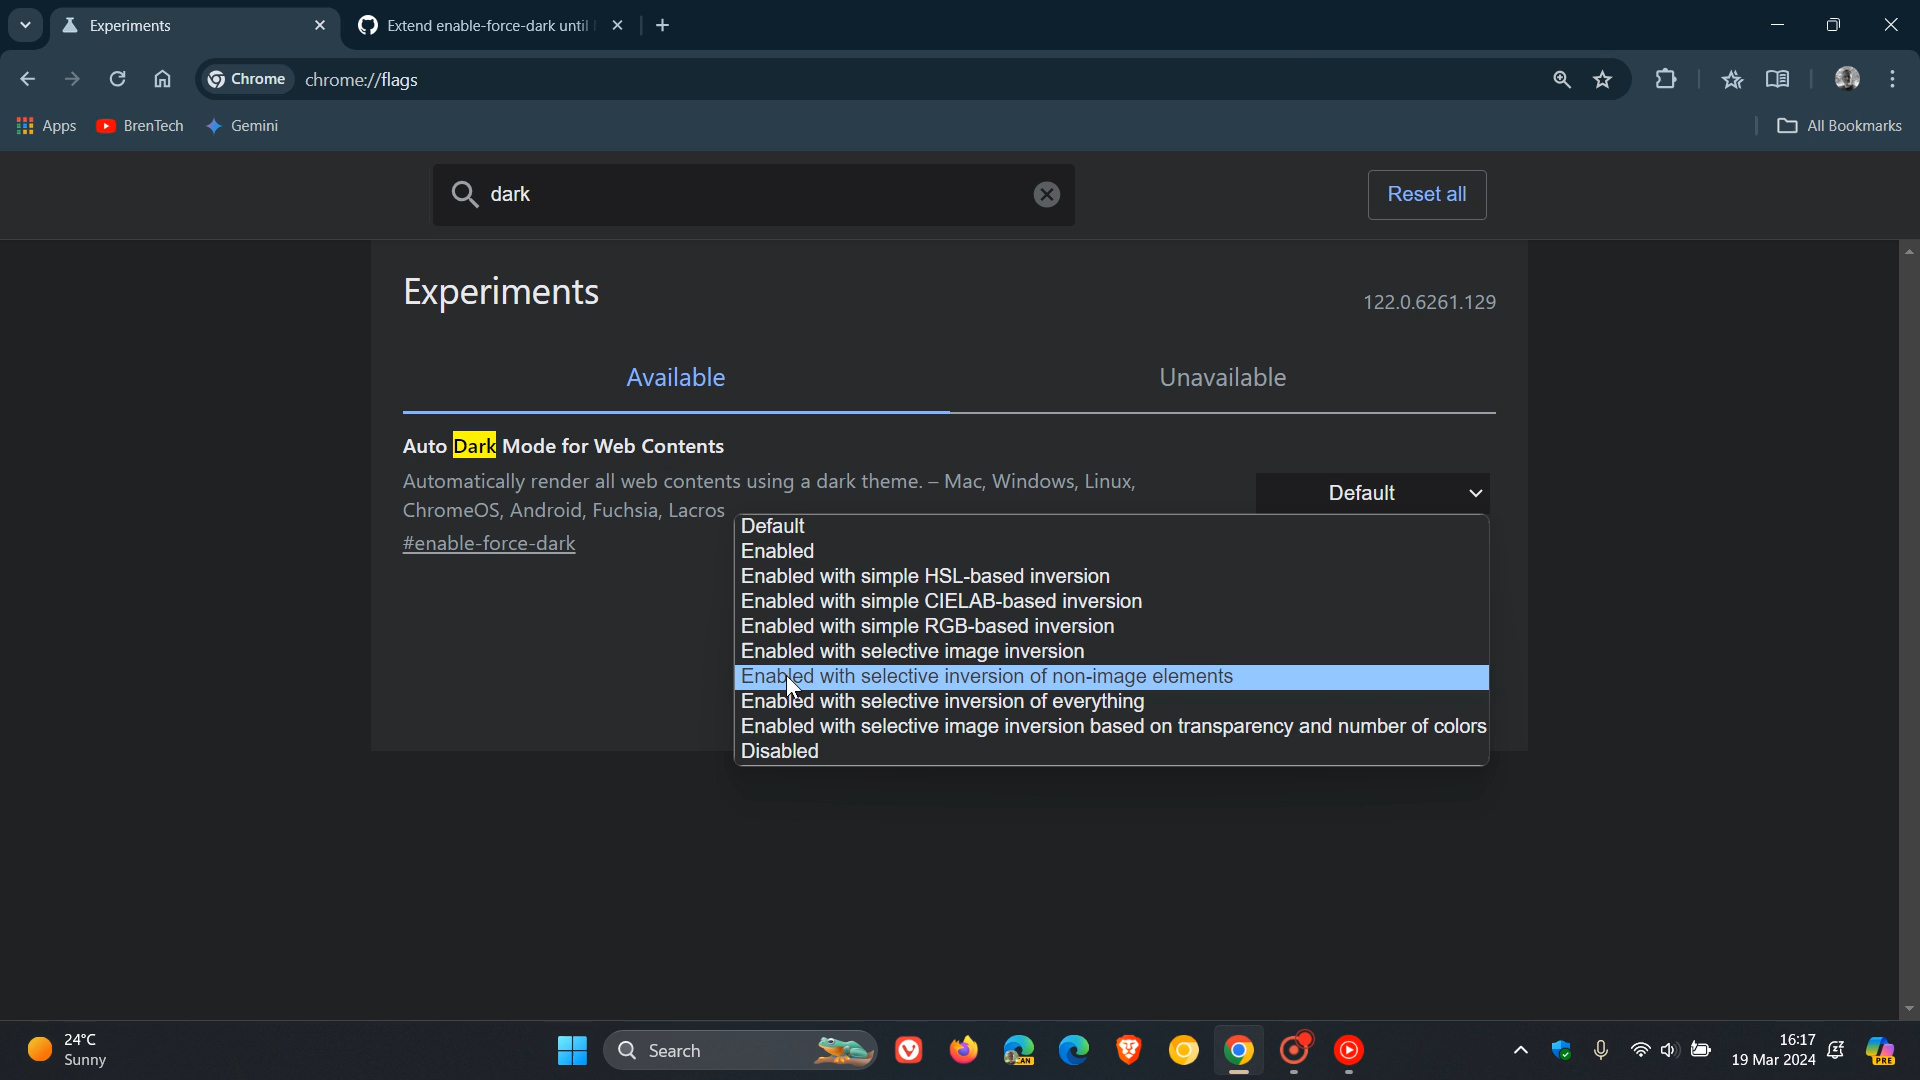 Experiments
Extend enable-force-dark until
Chrome
chrome://flags
Apps
BrenTech
Gemini
All Bookmarks
dark
Reset all
Experiments
122.0.6261.129
Available
Unavailable
Auto Dark Mode for Web Contents
Automatically render all web contents using a dark theme. – Mac, Windows, Linux,
ChromeOS, Android, Fuchsia, Lacros
#enable-force-dark
Default
Default
Enabled
Enabled with simple HSL-based inversion
Enabled with simple CIELAB-based inversion
Enabled with simple RGB-based inversion
Enabled with selective image inversion
Enabled with selective inversion of non-image elements
Enabled with selective inversion of everything
Enabled with selective image inversion based on transparency and number of colors
Disabled
24°C
Sunny
Search
CAN
16:17
19 Mar 2024
PRE